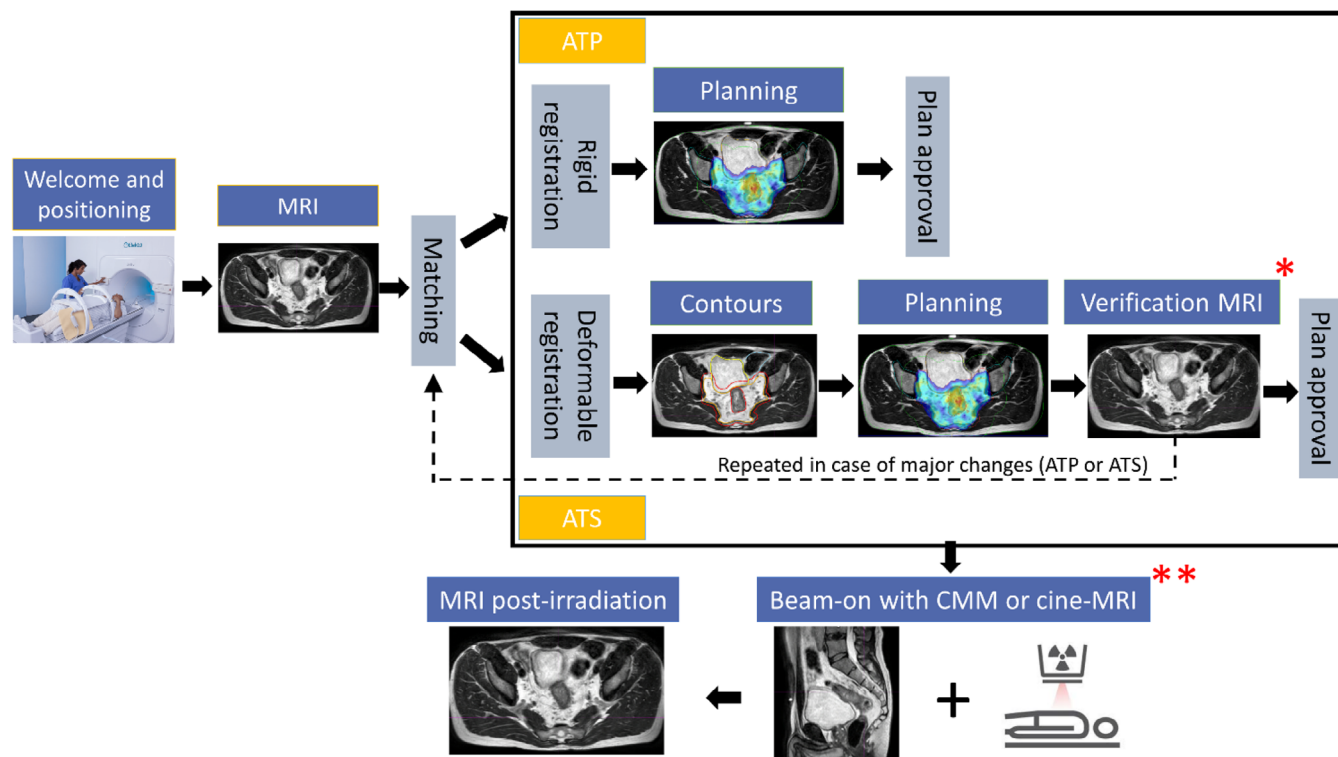 ATP
Rigid
registration
Planning
Plan approval
Welcome and
positioning
MRI
Matching
Deformable
registration
Contours
Planning
Verification MRI
*
Plan approval
Repeated in case of major changes (ATP or ATS)
ATS
MRI post-irradiation
Beam-on with CMM or cine-MRI
**